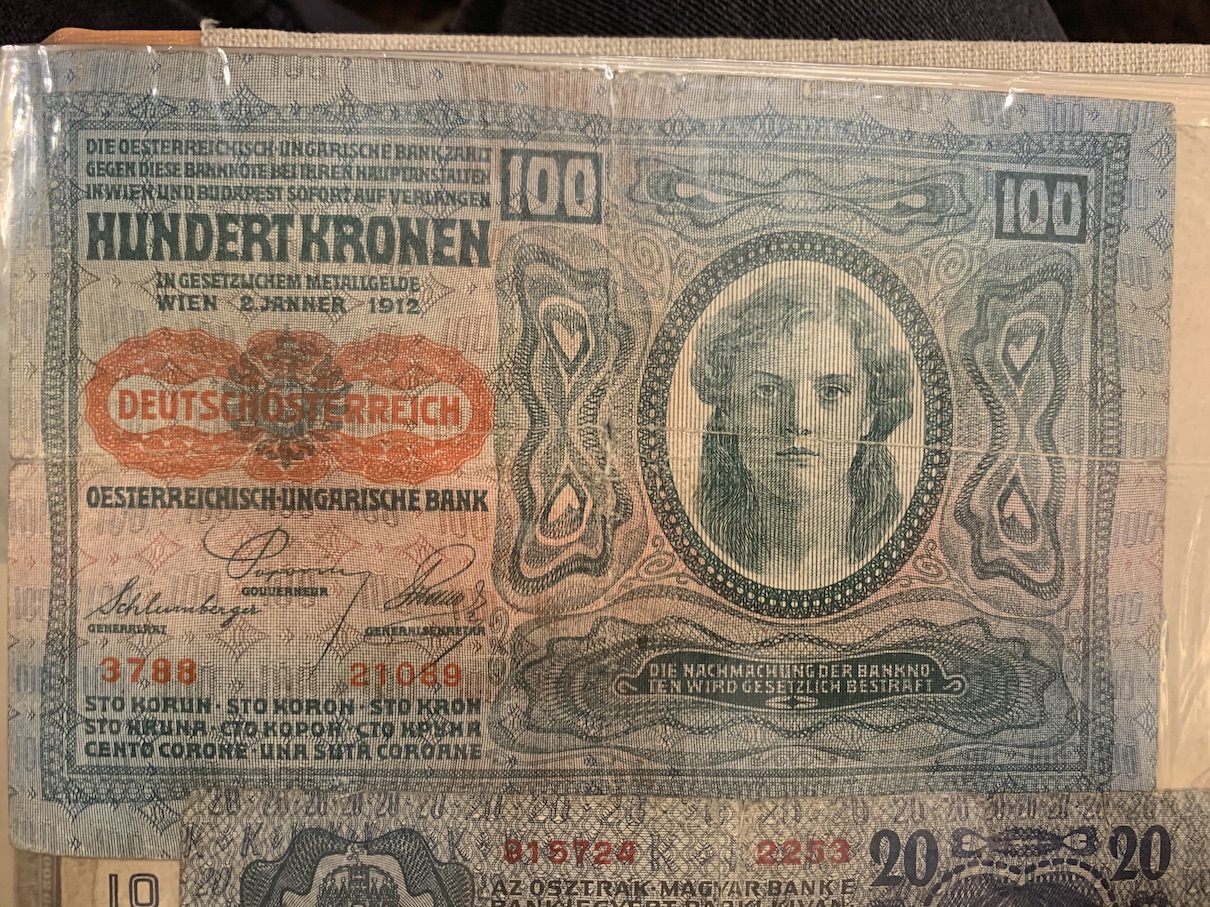 DIE OESTERREICHISCH-UNGARISCHE BANK ZAHLT
GEGEN DIESE BANKNOTE BEI IHREN HAUPTANSTALTEN
IN WIEN UND BUDAPEST SOFORT AUF VERLANGEN
HUNDERT KRONEN
IN GESETZLICHEM METALLGELDE
WIEN 2. JÄNNER 1912
100
100
DEUTSCHÖSTERREICH
OESTERREICHISCH-UNGARISCHE BANK
GOUVERNEUR
Schlumberger
GENERALRAT
GENERALSEKRETÄR
3788 21069
STO KORUN · STO KORON · STO KRON
STO KRUNA · СТО КОРОН · СТО КРУНА
CENTO CORONE · UNA SUTĂ COROANE
DIE NACHMACHUNG DER BANKNO
TEN WIRD GESETZLICH BESTRAFT
815724 2253
20
20
AZ OSZTRÁK-MAGYAR BANK E
10